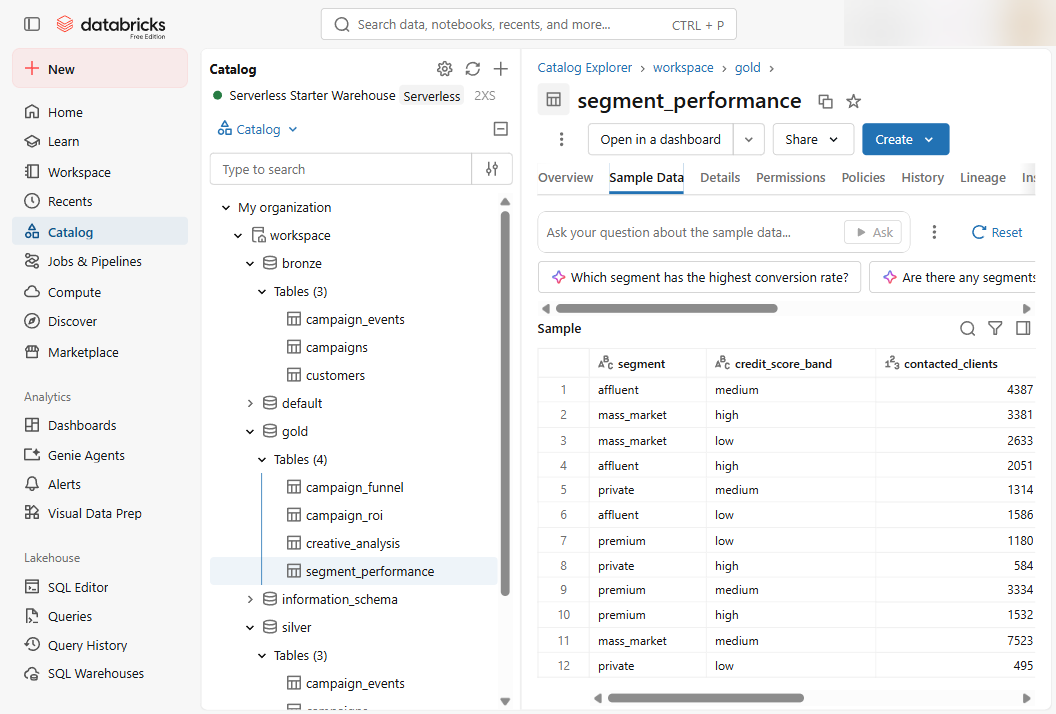 databricks
Free Edition
Search data, notebooks, recents, and more...
CTRL + P
New
Home
Learn
Workspace
Recents
Catalog
Jobs & Pipelines
Compute
Discover
Marketplace
Analytics
Dashboards
Genie Agents
Alerts
Visual Data Prep
Lakehouse
SQL Editor
Queries
Query History
SQL Warehouses
Catalog
Serverless Starter Warehouse Serverless 2XS
Catalog
Type to search
My organization
workspace
bronze
Tables (3)
campaign_events
campaigns
customers
default
gold
Tables (4)
campaign_funnel
campaign_roi
creative_analysis
segment_performance
information_schema
silver
Tables (3)
campaign_events
Catalog Explorer › workspace › gold ›
segment_performance
Open in a dashboard
Share
Create
Overview Sample Data Details Permissions Policies History Lineage Ins
Ask your question about the sample data...
Ask
Reset
Which segment has the highest conversion rate?
Are there any segments
Sample
segment credit_score_band contacted_clients
1 affluent medium 4387
2 mass_market high 3381
3 mass_market low 2633
4 affluent high 2051
5 private medium 1314
6 affluent low 1586
7 premium low 1180
8 private high 584
9 premium medium 3334
10 premium high 1532
11 mass_market medium 7523
12 private low 495